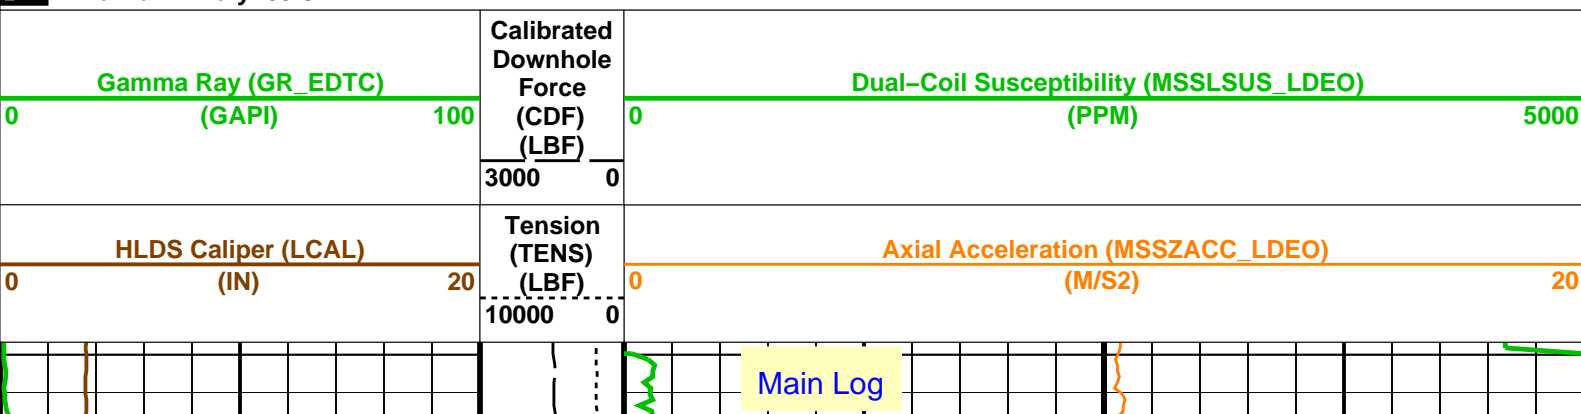 Gamma Ray (GR_EDTC)
0 (GAPI) 100
Calibrated
Downhole
Force
(CDF)
(LBF)
3000 0
Dual−Coil Susceptibility (MSSLSUS_LDEO)
0 (PPM) 5000
HLDS Caliper (LCAL)
0 (IN) 20
Tension
(TENS)
(LBF)
10000 0
Axial Acceleration (MSSZACC_LDEO)
0 (M/S2) 20
Main Log